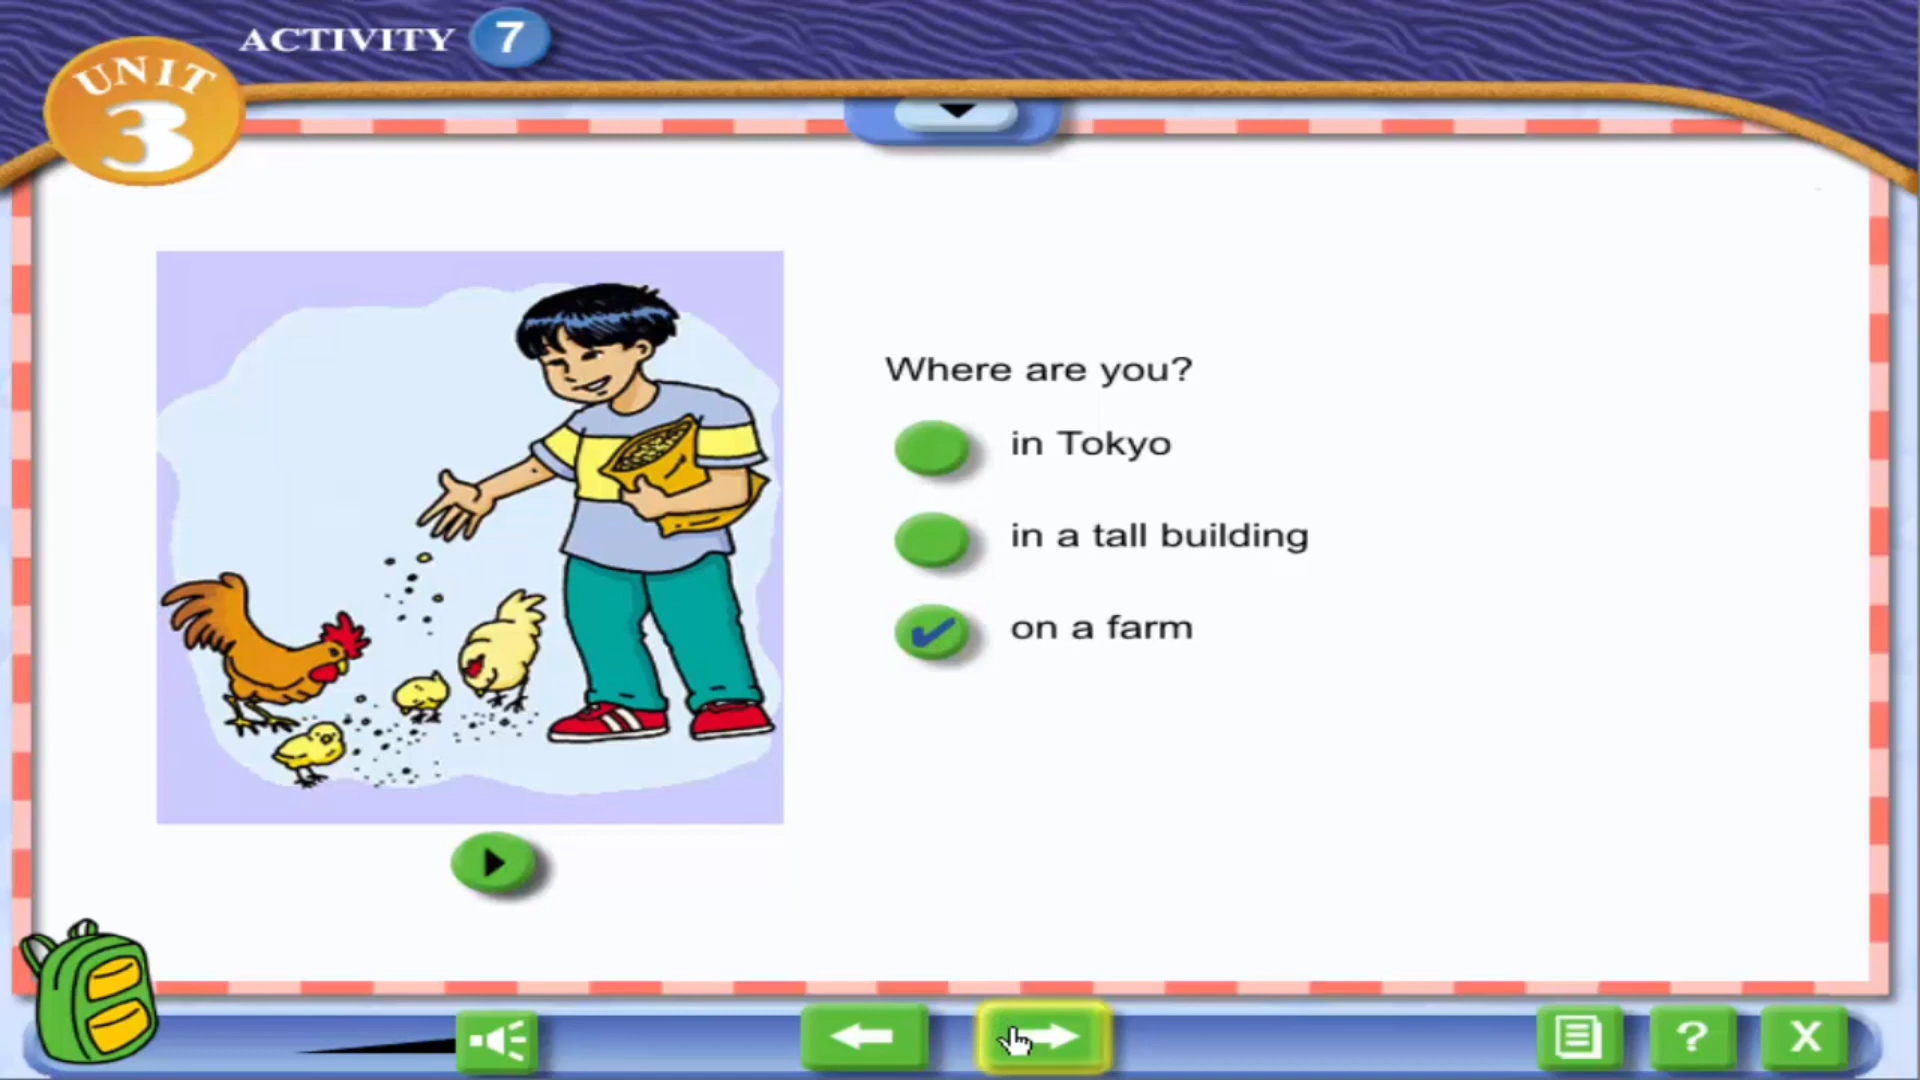 ACTIVITY 7
UNIT
3
Where are you?
in Tokyo
in a tall building
on a farm
?
X